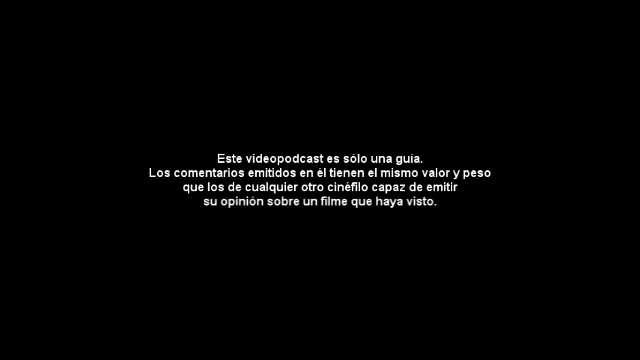 Este videopodcast es sólo una guía.
Los comentarios emitidos en él tienen el mismo valor y peso
que los de cualquier otro cinéfilo capaz de emitir
su opinión sobre un filme que haya visto.